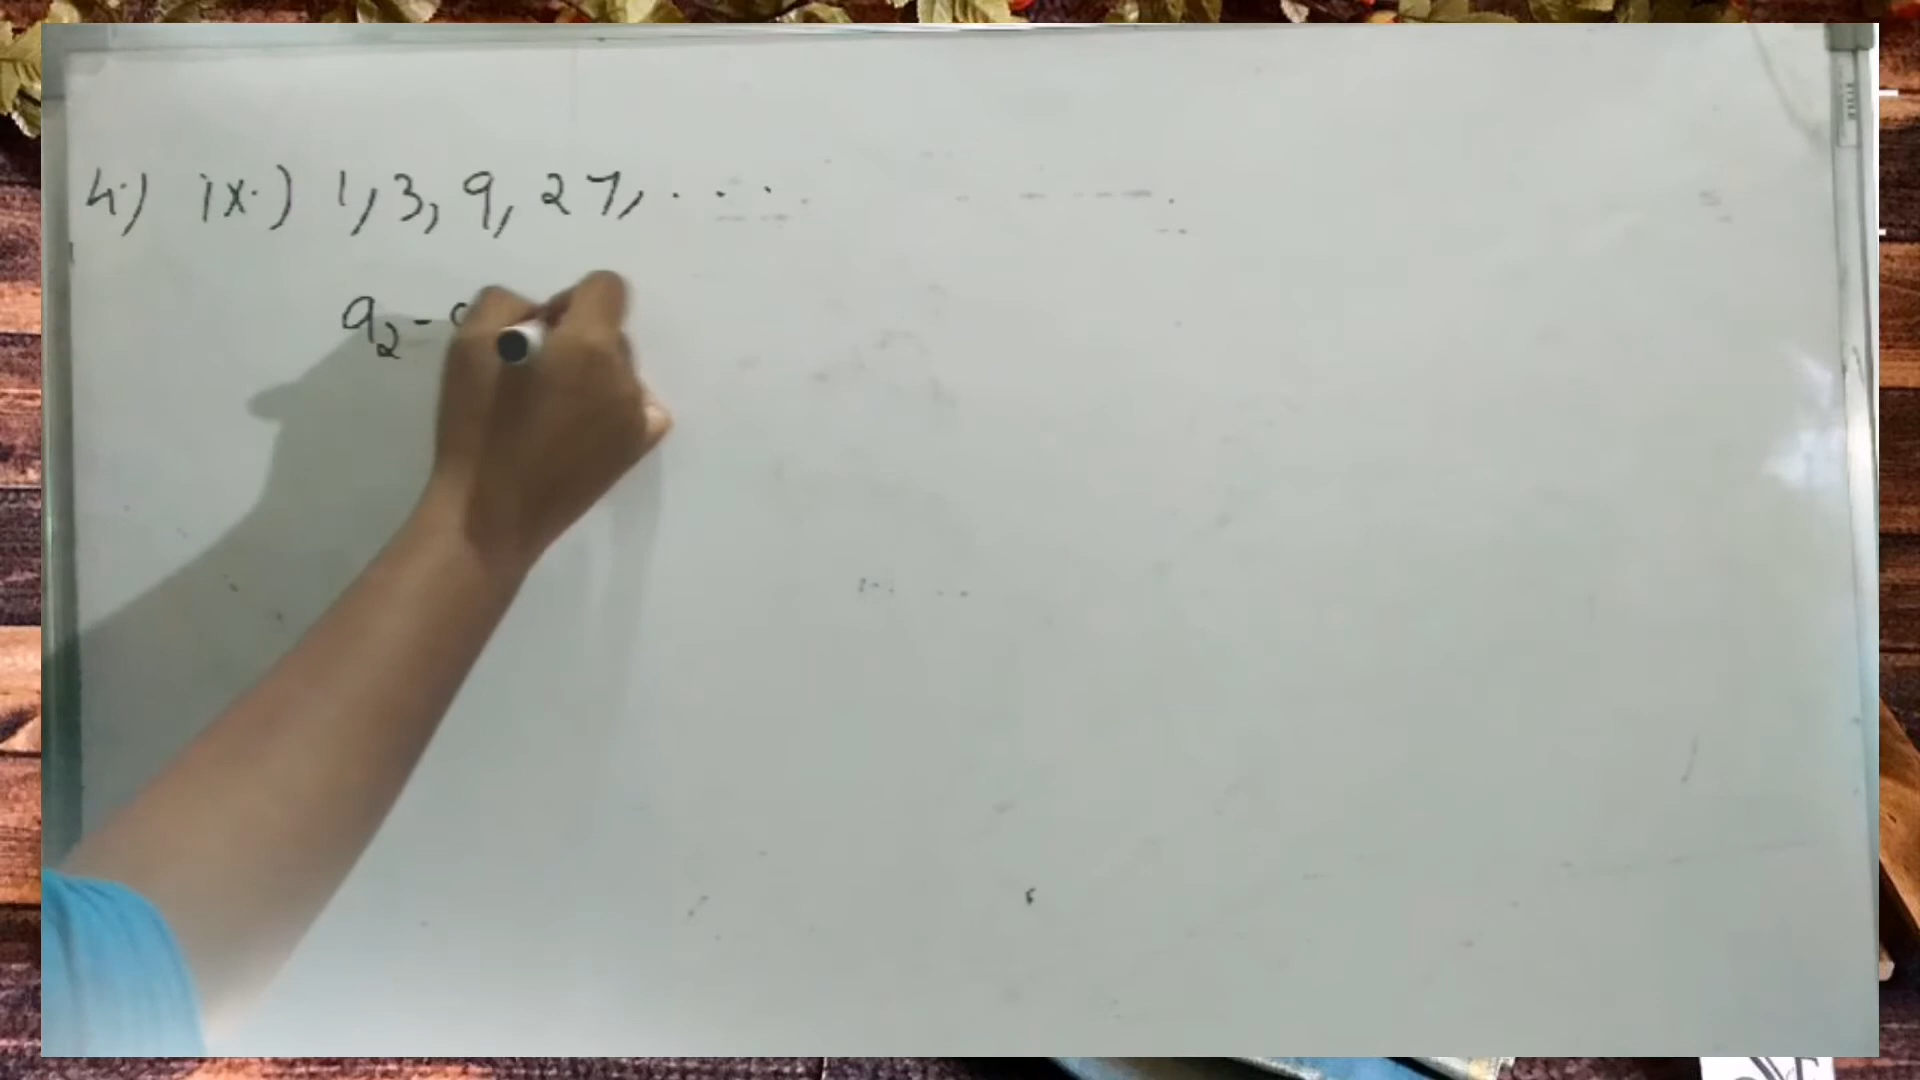 4.) ix.) 1, 3, 9, 27, . . .
a₂ -